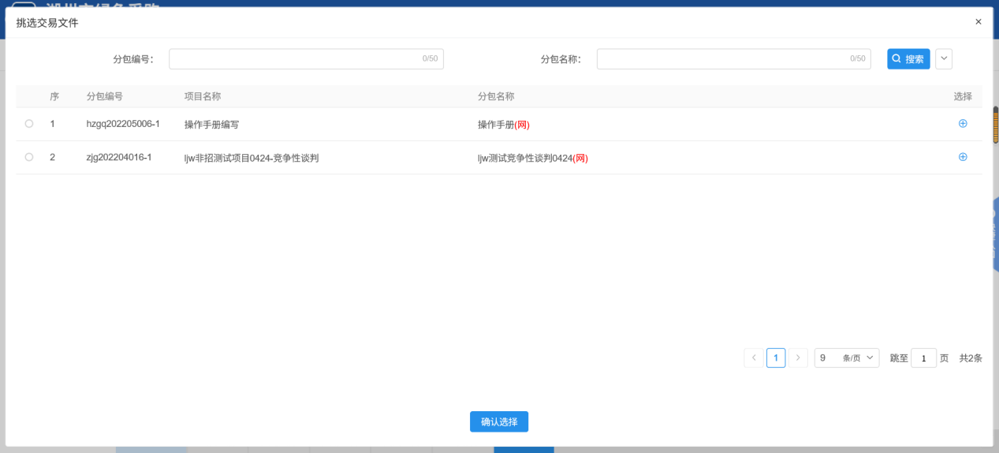 挑选交易文件 ×
分包编号： 0/50 分包名称： 0/50 搜索
序 分包编号 项目名称 分包名称 选择
1 hzgq202205006-1 操作手册编写 操作手册(网)
2 zjg202204016-1 ljw非招测试项目0424-竞争性谈判 ljw测试竞争性谈判0424(网)
< 1 > 9 条/页 跳至 1 页 共2条
确认选择